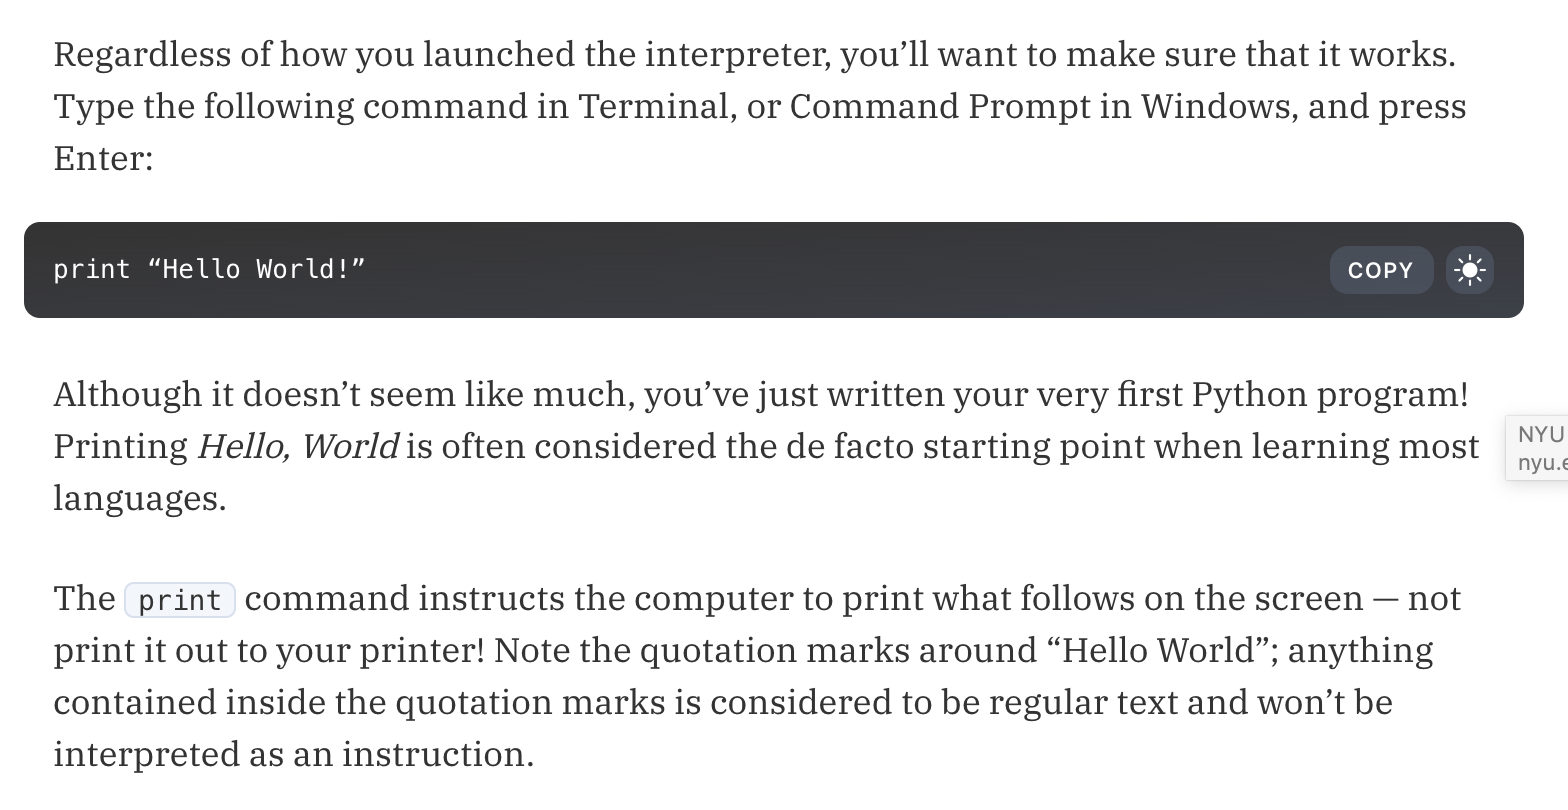 Regardless of how you launched the interpreter, you’ll want to make sure that it works.
Type the following command in Terminal, or Command Prompt in Windows, and press
Enter:
print “Hello World!”
COPY
Although it doesn’t seem like much, you’ve just written your very first Python program!
Printing Hello, World is often considered the de facto starting point when learning most
languages.
NYU
nyu.e
The print command instructs the computer to print what follows on the screen — not
print it out to your printer! Note the quotation marks around “Hello World”; anything
contained inside the quotation marks is considered to be regular text and won’t be
interpreted as an instruction.